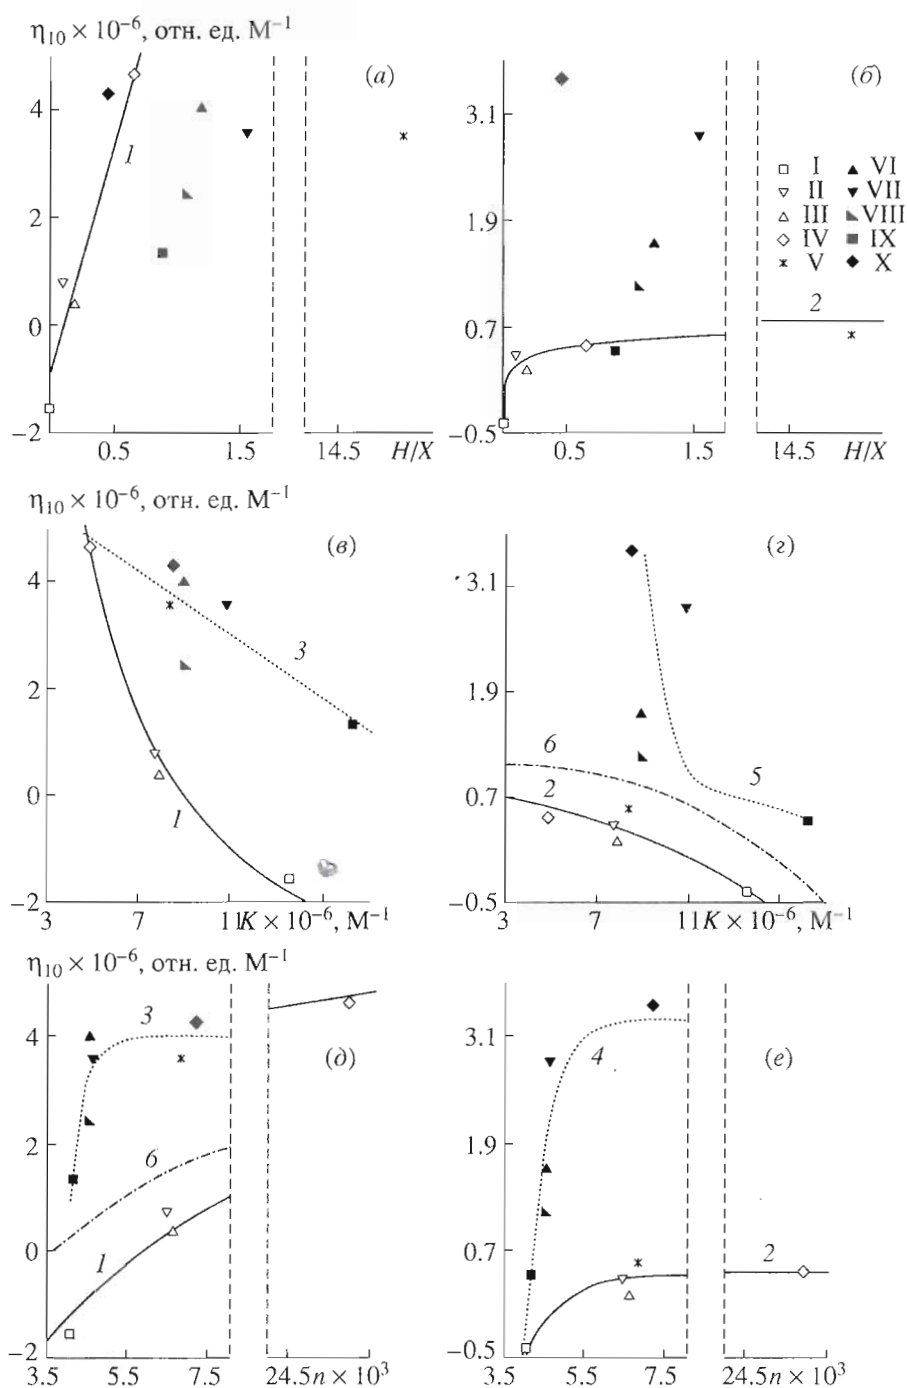 η₁₀ × 10⁻⁶, отн. ед. М⁻¹
(а)
4
2
0
−2
1
0.5
1.5
14.5
H/X
(б)
3.1
1.9
0.7
−0.5
2
I
II
III
IV
V
VI
VII
VIII
IX
X
0.5
1.5
14.5
H/X
η₁₀ × 10⁻⁶, отн. ед. М⁻¹
(в)
4
2
0
−2
3
1
3
7
11
K × 10⁻⁶, М⁻¹
(г)
3.1
1.9
0.7
−0.5
6
2
5
3
7
11
K × 10⁻⁶, М⁻¹
η₁₀ × 10⁻⁶, отн. ед. М⁻¹
(д)
4
2
0
−2
3
6
1
3.5
5.5
7.5
24.5
n × 10³
(е)
3.1
1.9
0.7
−0.5
4
2
3.5
5.5
7.5
24.5
n × 10³